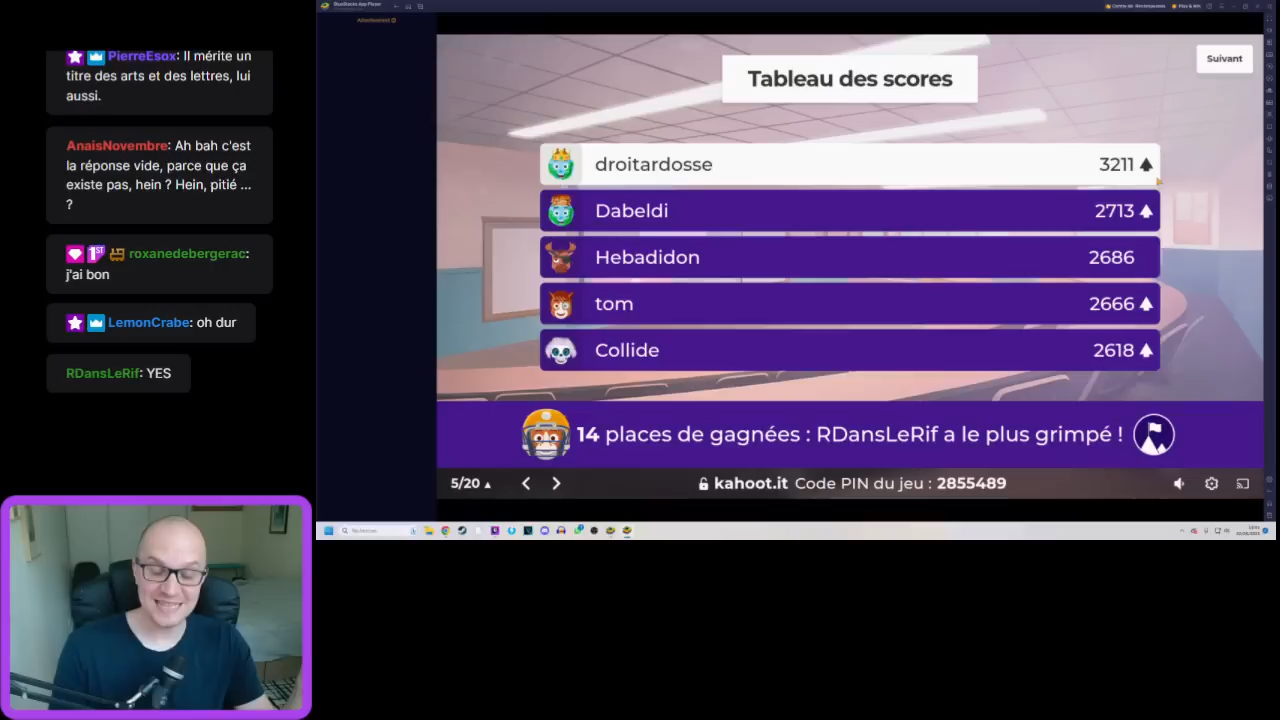 PierreEsox: Il mérite un
titre des arts et des lettres, lui
aussi.
AnaisNovembre: Ah bah c'est
la réponse vide, parce que ça
existe pas, hein ? Hein, pitié ...
?
roxanedebergerac:
j'ai bon
LemonCrabe: oh dur
RDansLeRif: YES
BlueStacks App Player
Tableau des scores
Suivant
droitardosse 3211
Dabeldi 2713
Hebadidon 2686
tom 2666
Collide 2618
14 places de gagnées : RDansLeRif a le plus grimpé !
5/20
kahoot.it Code PIN du jeu : 2855489